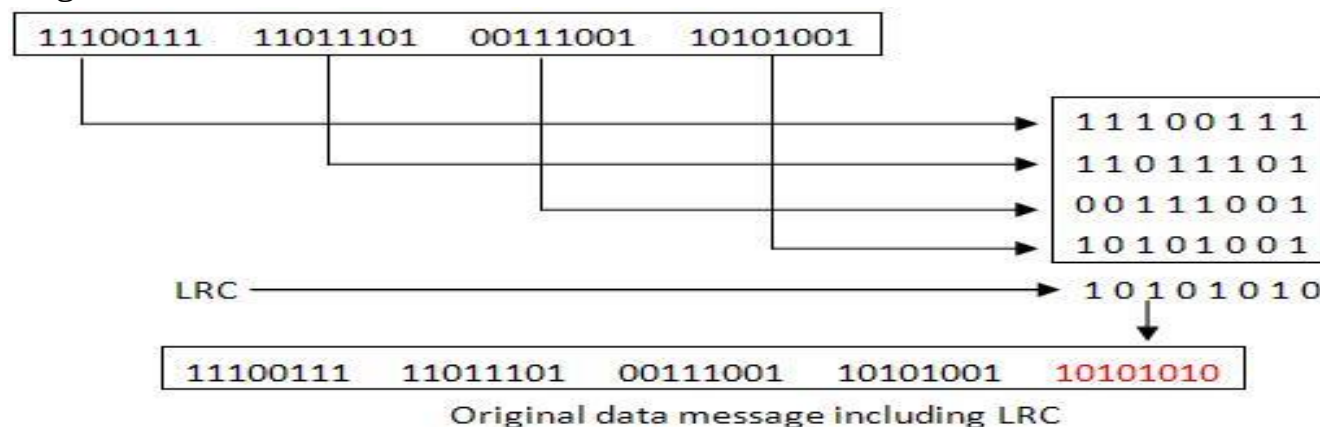 11100111 11011101 00111001 10101001
1 1 1 0 0 1 1 1
1 1 0 1 1 1 0 1
0 0 1 1 1 0 0 1
1 0 1 0 1 0 0 1
LRC 1 0 1 0 1 0 1 0
11100111 11011101 00111001 10101001 10101010
Original data message including LRC